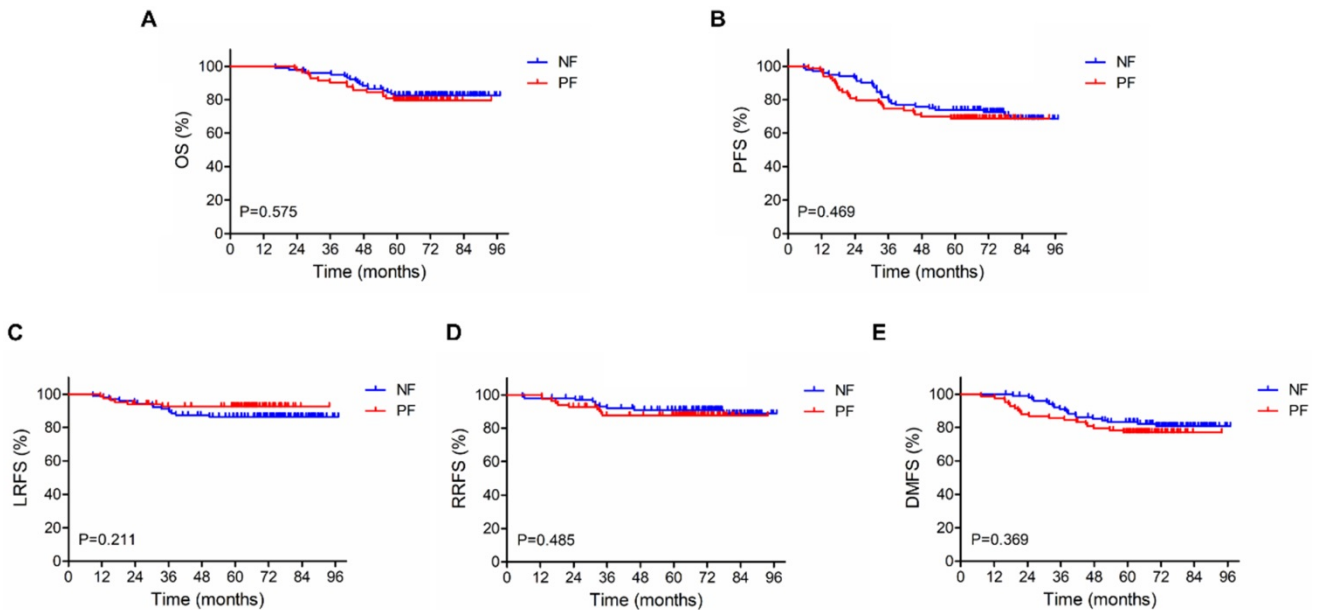 A
100
80
60
40
20
0
OS (%)
NF
PF
P=0.575
0 12 24 36 48 60 72 84 96
Time (months)
B
100
80
60
40
20
0
PFS (%)
NF
PF
P=0.469
0 12 24 36 48 60 72 84 96
Time (months)
C
100
80
60
40
20
0
LRFS (%)
NF
PF
P=0.211
0 12 24 36 48 60 72 84 96
Time (months)
D
100
80
60
40
20
0
RRFS (%)
NF
PF
P=0.485
0 12 24 36 48 60 72 84 96
Time (months)
E
100
80
60
40
20
0
DMFS (%)
NF
PF
P=0.369
0 12 24 36 48 60 72 84 96
Time (months)